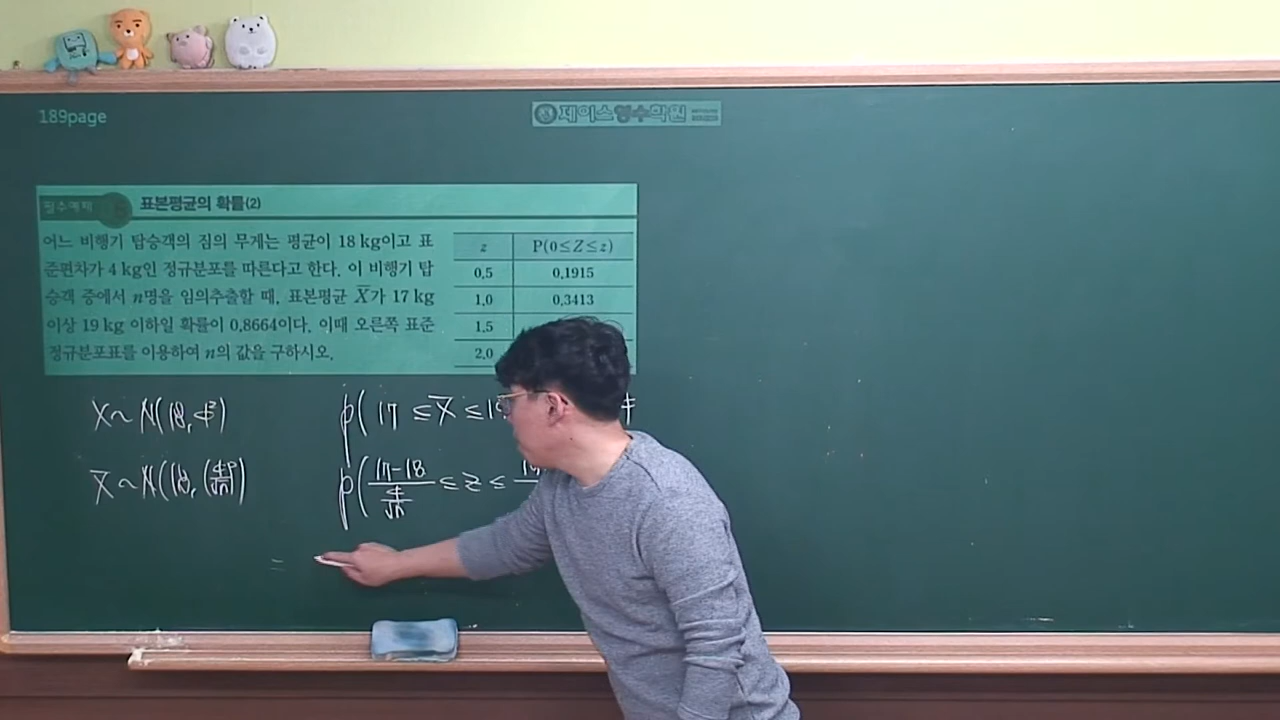 189page
제이스영수학원
필수예제
표본평균의 확률(2)
어느 비행기 탑승객의 짐의 무게는 평균이 18 kg이고 표
준편차가 4 kg인 정규분포를 따른다고 한다. 이 비행기 탑
승객 중에서 n명을 임의추출할 때, 표본평균 X̄가 17 kg
이상 19 kg 이하일 확률이 0.8664이다. 이때 오른쪽 표준
정규분포표를 이용하여 n의 값을 구하시오.
z P(0≤Z≤z)
0.5 0.1915
1.0 0.3413
1.5
2.0
X~N(18, 4²)
P(17 ≤ X̄ ≤ 1
X̄~N(18, (4/√n)²)
P((17-18)/(4/√n) ≤ Z ≤
=